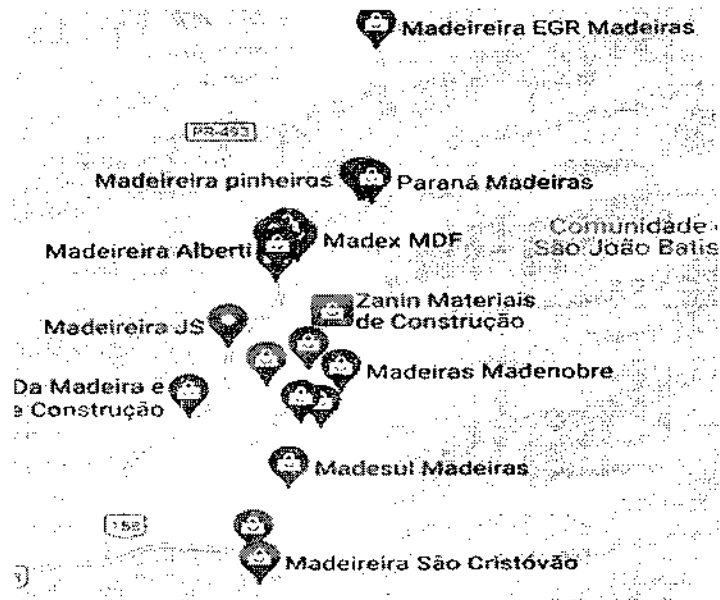 Madeireira EGR Madeiras
PR-493
Madeireira pinheiros
Paraná Madeiras
Comunidade
São João Batis
Madeireira Alberti
Madex MDF
Zanin Materiais
de Construção
Madeireira JS
Madeiras Madenobre
Da Madeira e
e Construção
Madesul Madeiras
158
Madeireira São Cristóvão